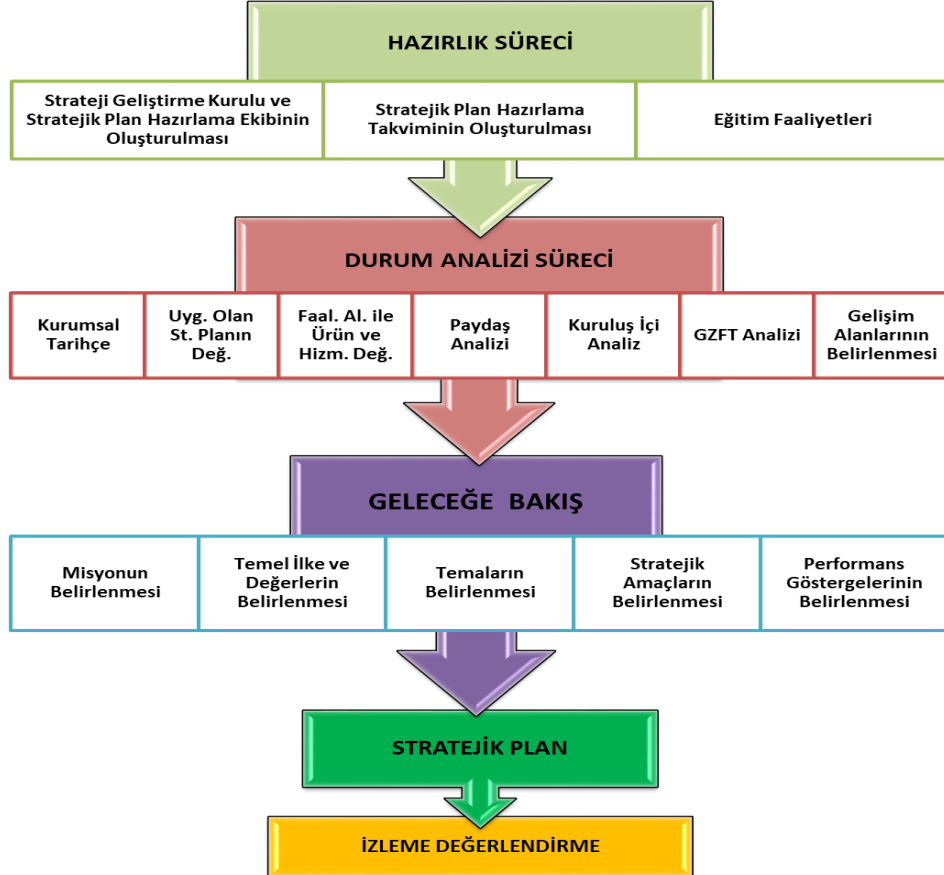 HAZIRLIK SÜRECİ
Strateji Geliştirme Kurulu ve
Stratejik Plan Hazırlama Ekibinin
Oluşturulması
Stratejik Plan Hazırlama
Takviminin Oluşturulması
Eğitim Faaliyetleri
DURUM ANALİZİ SÜRECİ
Kurumsal
Tarihçe
Uyg. Olan
St. Planın
Değ.
Faal. Al. ile
Ürün ve
Hizm. Değ.
Paydaş
Analizi
Kuruluş İçi
Analiz
GZFT Analizi
Gelişim
Alanlarının
Belirlenmesi
GELECEĞE BAKIŞ
Misyonun
Belirlenmesi
Temel İlke ve
Değerlerin
Belirlenmesi
Temaların
Belirlenmesi
Stratejik
Amaçların
Belirlenmesi
Performans
Göstergelerinin
Belirlenmesi
STRATEJİK PLAN
İZLEME DEĞERLENDİRME